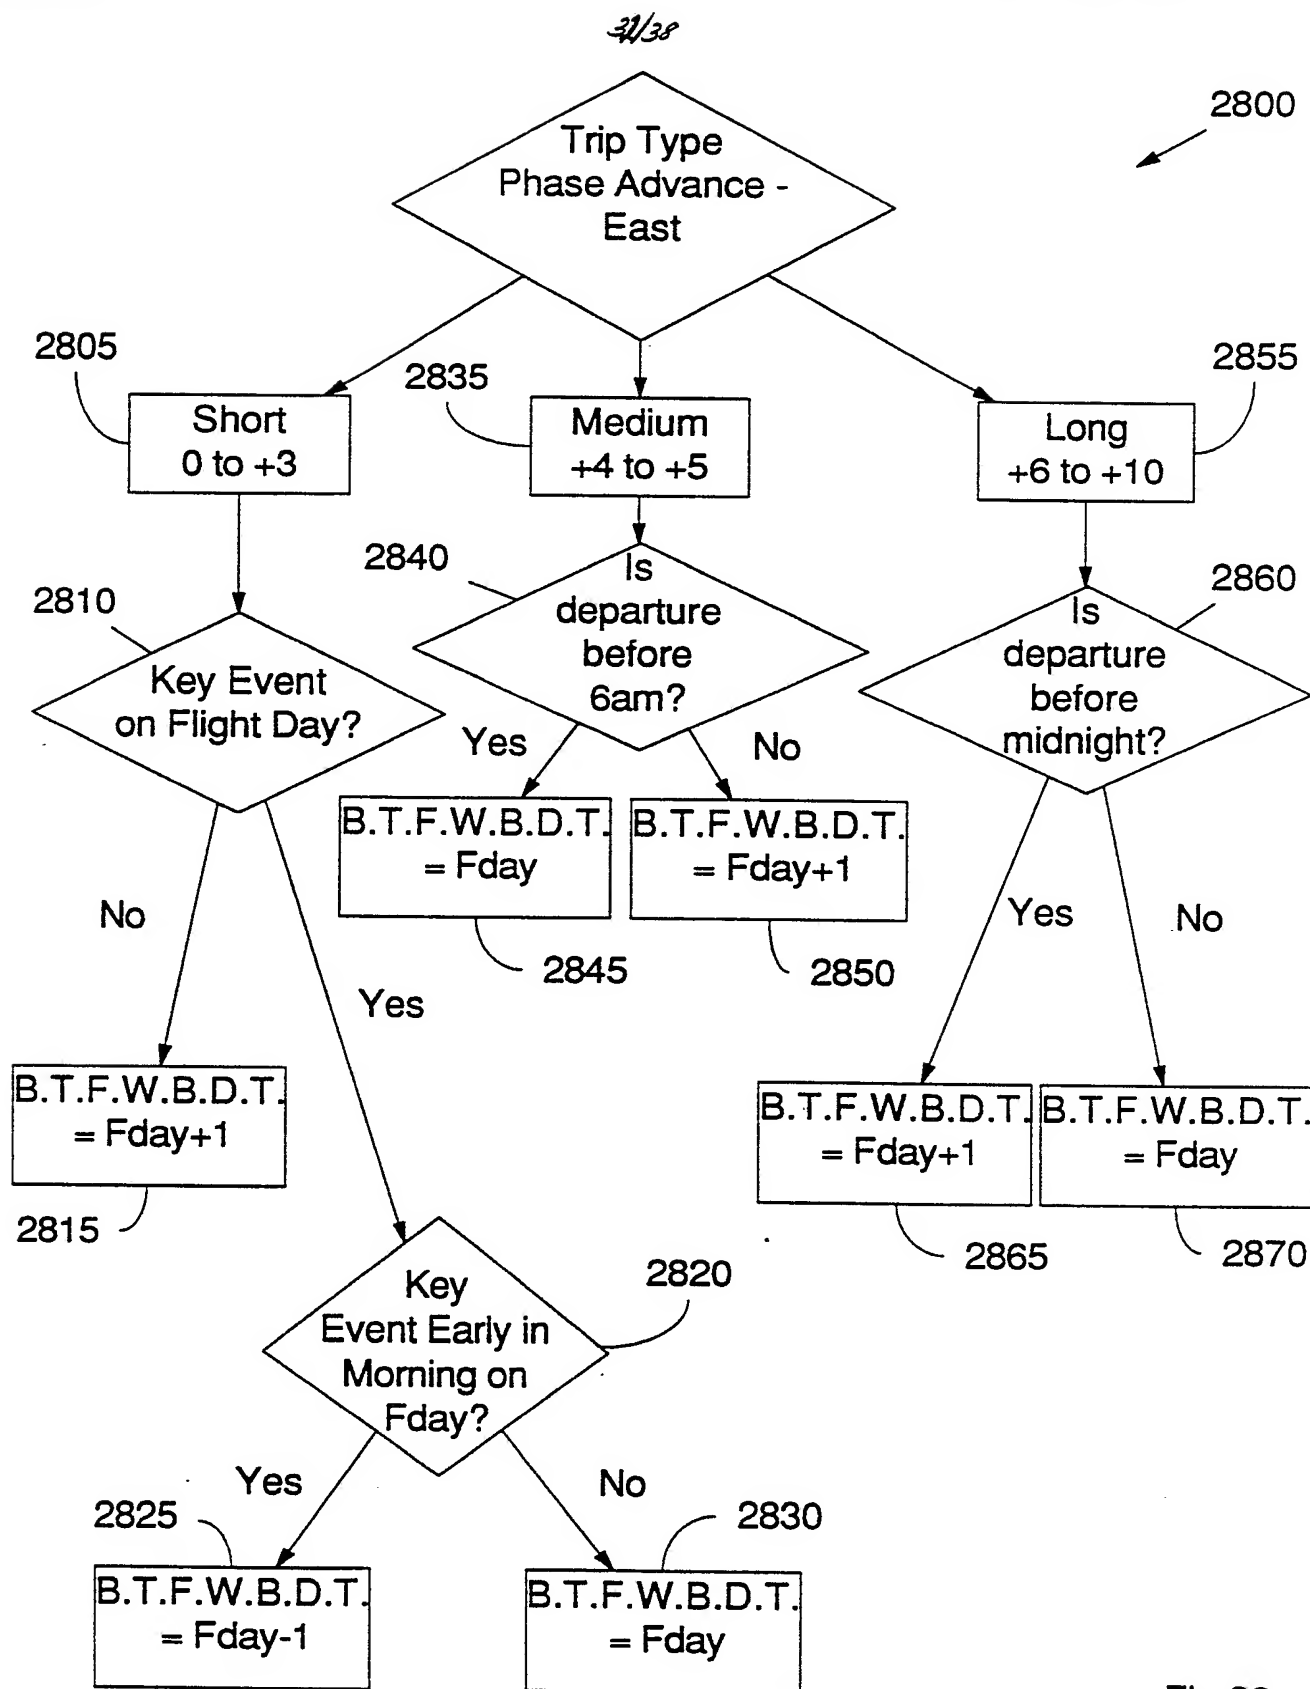 2800
Trip Type
Phase Advance -
East
2805
2835
2855
Short
0 to +3
Medium
+4 to +5
Long
+6 to +10
2810
2840
2860
Key Event
on Flight Day?
Is
departure
before
6am?
Is
departure
before
midnight?
Yes
No
B.T.F.W.B.D.T.
= Fday
B.T.F.W.B.D.T.
= Fday+1
2845
2850
No
Yes
Yes
No
B.T.F.W.B.D.T.
= Fday+1
2815
B.T.F.W.B.D.T.
= Fday+1
B.T.F.W.B.D.T.
= Fday
2865
2870
2820
Key
Event Early in
Morning on
Fday?
Yes
No
2825
2830
B.T.F.W.B.D.T.
= Fday-1
B.T.F.W.B.D.T.
= Fday